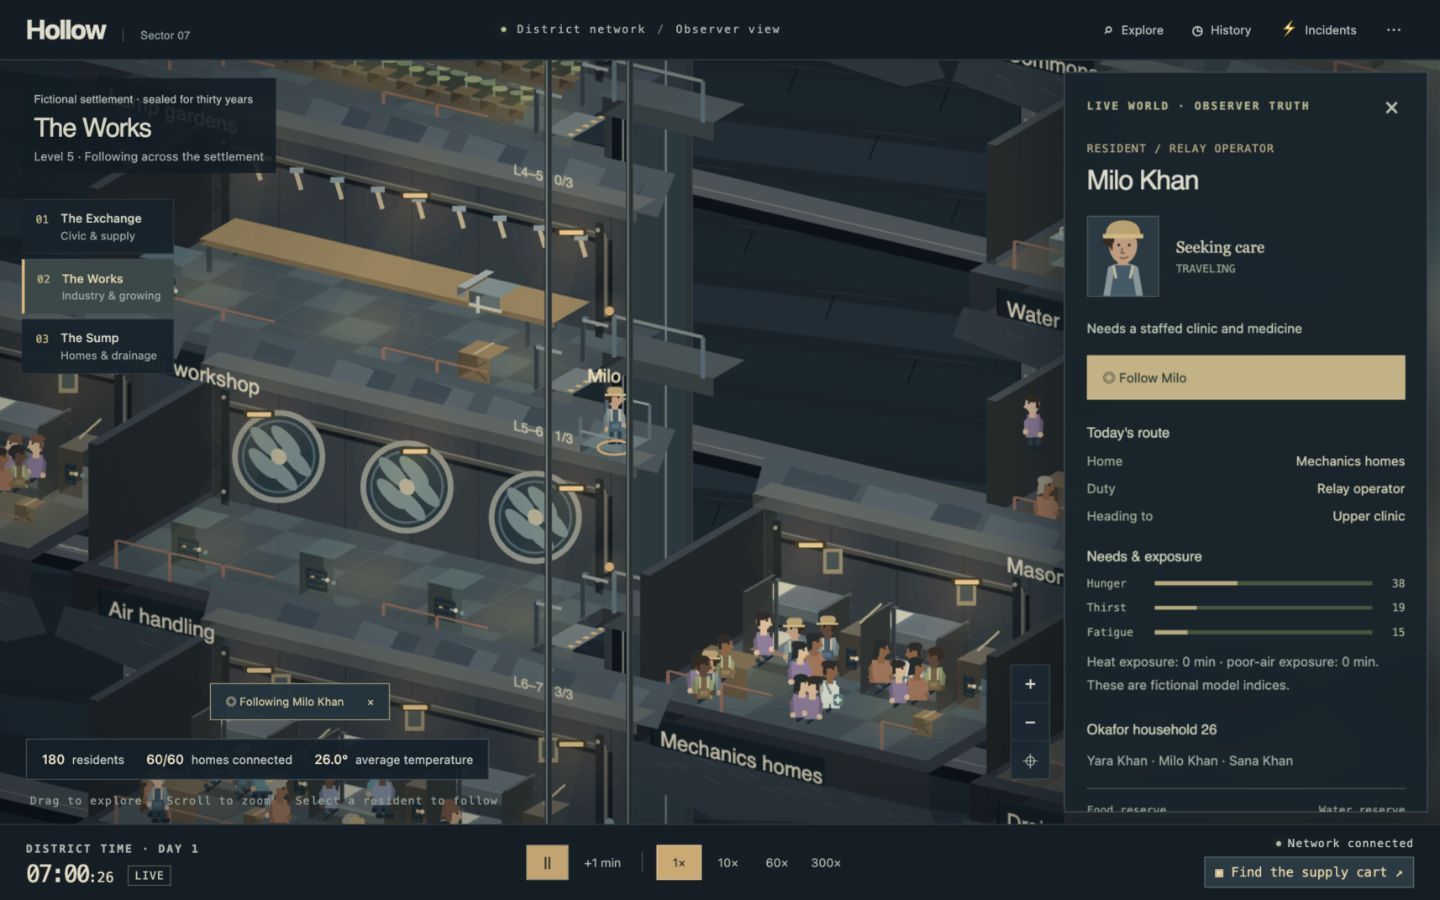 Hollow
Sector 07
District network / Observer view
Explore
History
Incidents
Fictional settlement · sealed for thirty years
The Works
Level 5 · Following across the settlement
01 The Exchange
Civic & supply
02 The Works
Industry & growing
03 The Sump
Homes & drainage
gardens
L4–5 0/3
workshop
Milo
L5–6 1/3
Air handling
L6–7 3/3
Mechanics homes
Commons
Water
Mason
Following Milo Khan ×
180 residents 60/60 homes connected 26.0° average temperature
Drag to explore Scroll to zoom Select a resident to follow
+
−
LIVE WORLD · OBSERVER TRUTH
×
RESIDENT / RELAY OPERATOR
Milo Khan
Seeking care
TRAVELING
Needs a staffed clinic and medicine
◎ Follow Milo
Today's route
Home Mechanics homes
Duty Relay operator
Heading to Upper clinic
Needs & exposure
Hunger 38
Thirst 19
Fatigue 15
Heat exposure: 0 min · poor-air exposure: 0 min.
These are fictional model indices.
Okafor household 26
Yara Khan · Milo Khan · Sana Khan
Food reserve Water reserve
DISTRICT TIME · DAY 1
07:00:26 LIVE
+1 min 1× 10× 60× 300×
Network connected
Find the supply cart ↗